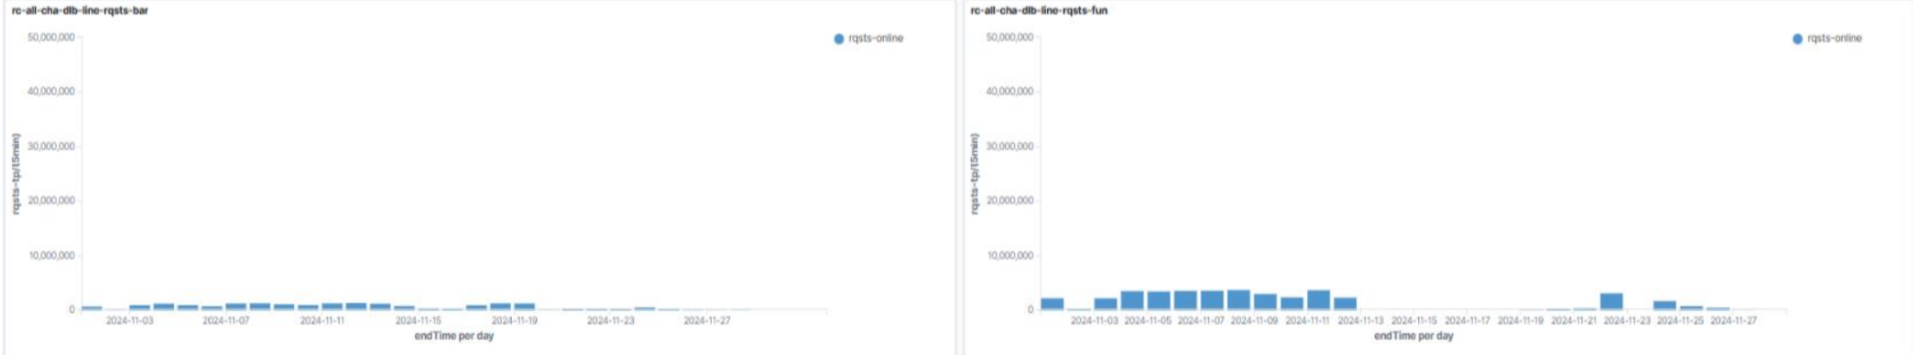 rc-all-cha-dlb-line-rqsts-bar
50,000,000
40,000,000
30,000,000
20,000,000
10,000,000
0
rqsts-tp/15min)
rqsts-online
2024-11-03 2024-11-07 2024-11-11 2024-11-15 2024-11-19 2024-11-23 2024-11-27
endTime per day
rc-all-cha-dlb-line-rqsts-fun
50,000,000
40,000,000
30,000,000
20,000,000
10,000,000
0
rqsts-tp/15min)
rqsts-online
2024-11-03 2024-11-05 2024-11-07 2024-11-09 2024-11-11 2024-11-13 2024-11-15 2024-11-17 2024-11-19 2024-11-21 2024-11-23 2024-11-25 2024-11-27
endTime per day